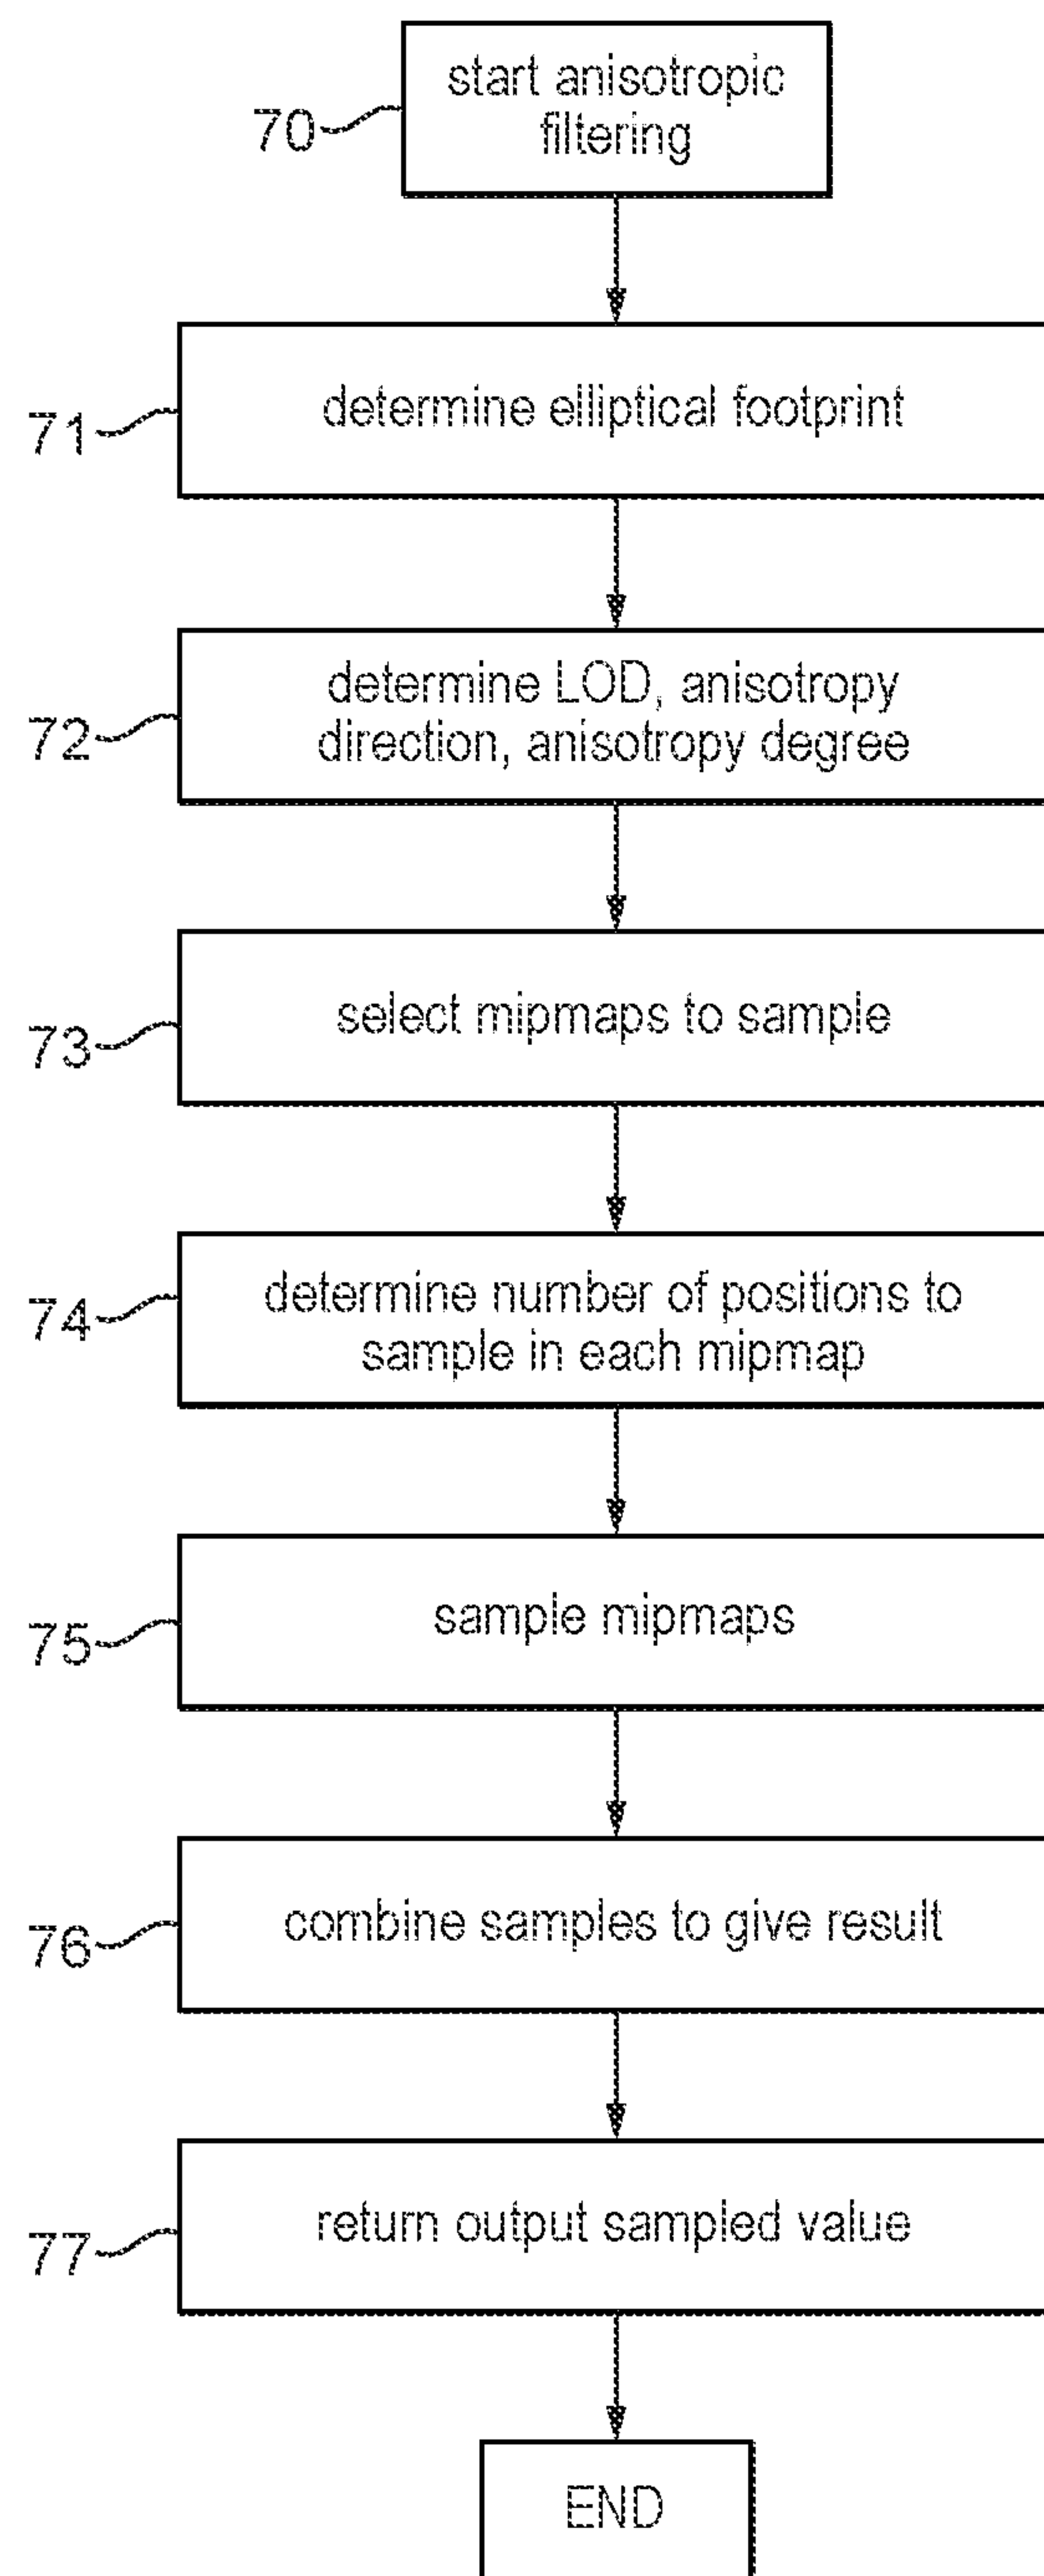 start anisotropic
filtering
70
determine elliptical footprint
71
determine LOD, anisotropy
direction, anisotropy degree
72
select mipmaps to sample
73
determine number of positions to
sample in each mipmap
74
sample mipmaps
75
combine samples to give result
76
return output sampled value
77
END